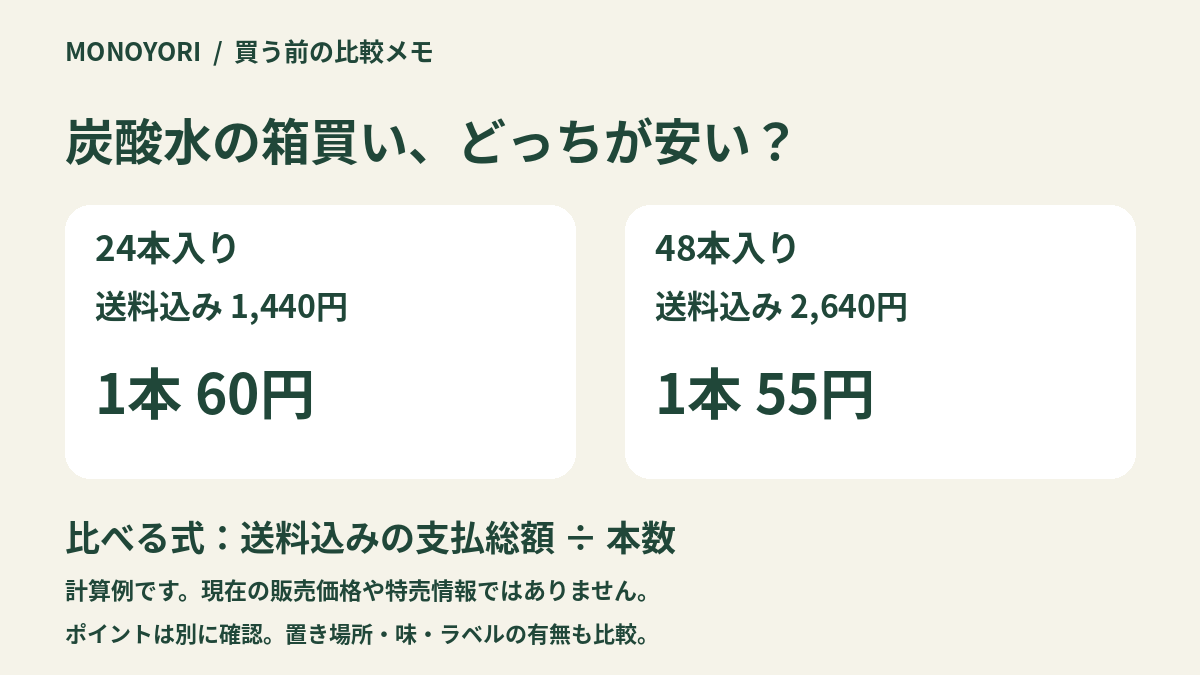 MONOYORI / 買う前の比較メモ
炭酸水の箱買い、どっちが安い？
24本入り
送料込み 1,440円
1本 60円
48本入り
送料込み 2,640円
1本 55円
比べる式：送料込みの支払総額 ÷ 本数
計算例です。現在の販売価格や特売情報ではありません。
ポイントは別に確認。置き場所・味・ラベルの有無も比較。